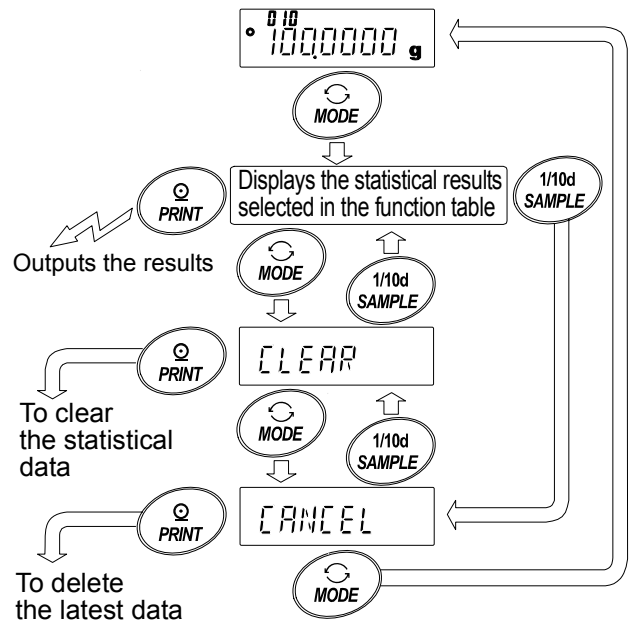 010
100.0000 g
MODE
Displays the statistical results
selected in the function table
1/10d
SAMPLE
PRINT
Outputs the results
MODE
1/10d
SAMPLE
PRINT
CLEAR
To clear
the statistical
data
MODE
1/10d
SAMPLE
PRINT
CANCEL
To delete
the latest data
MODE